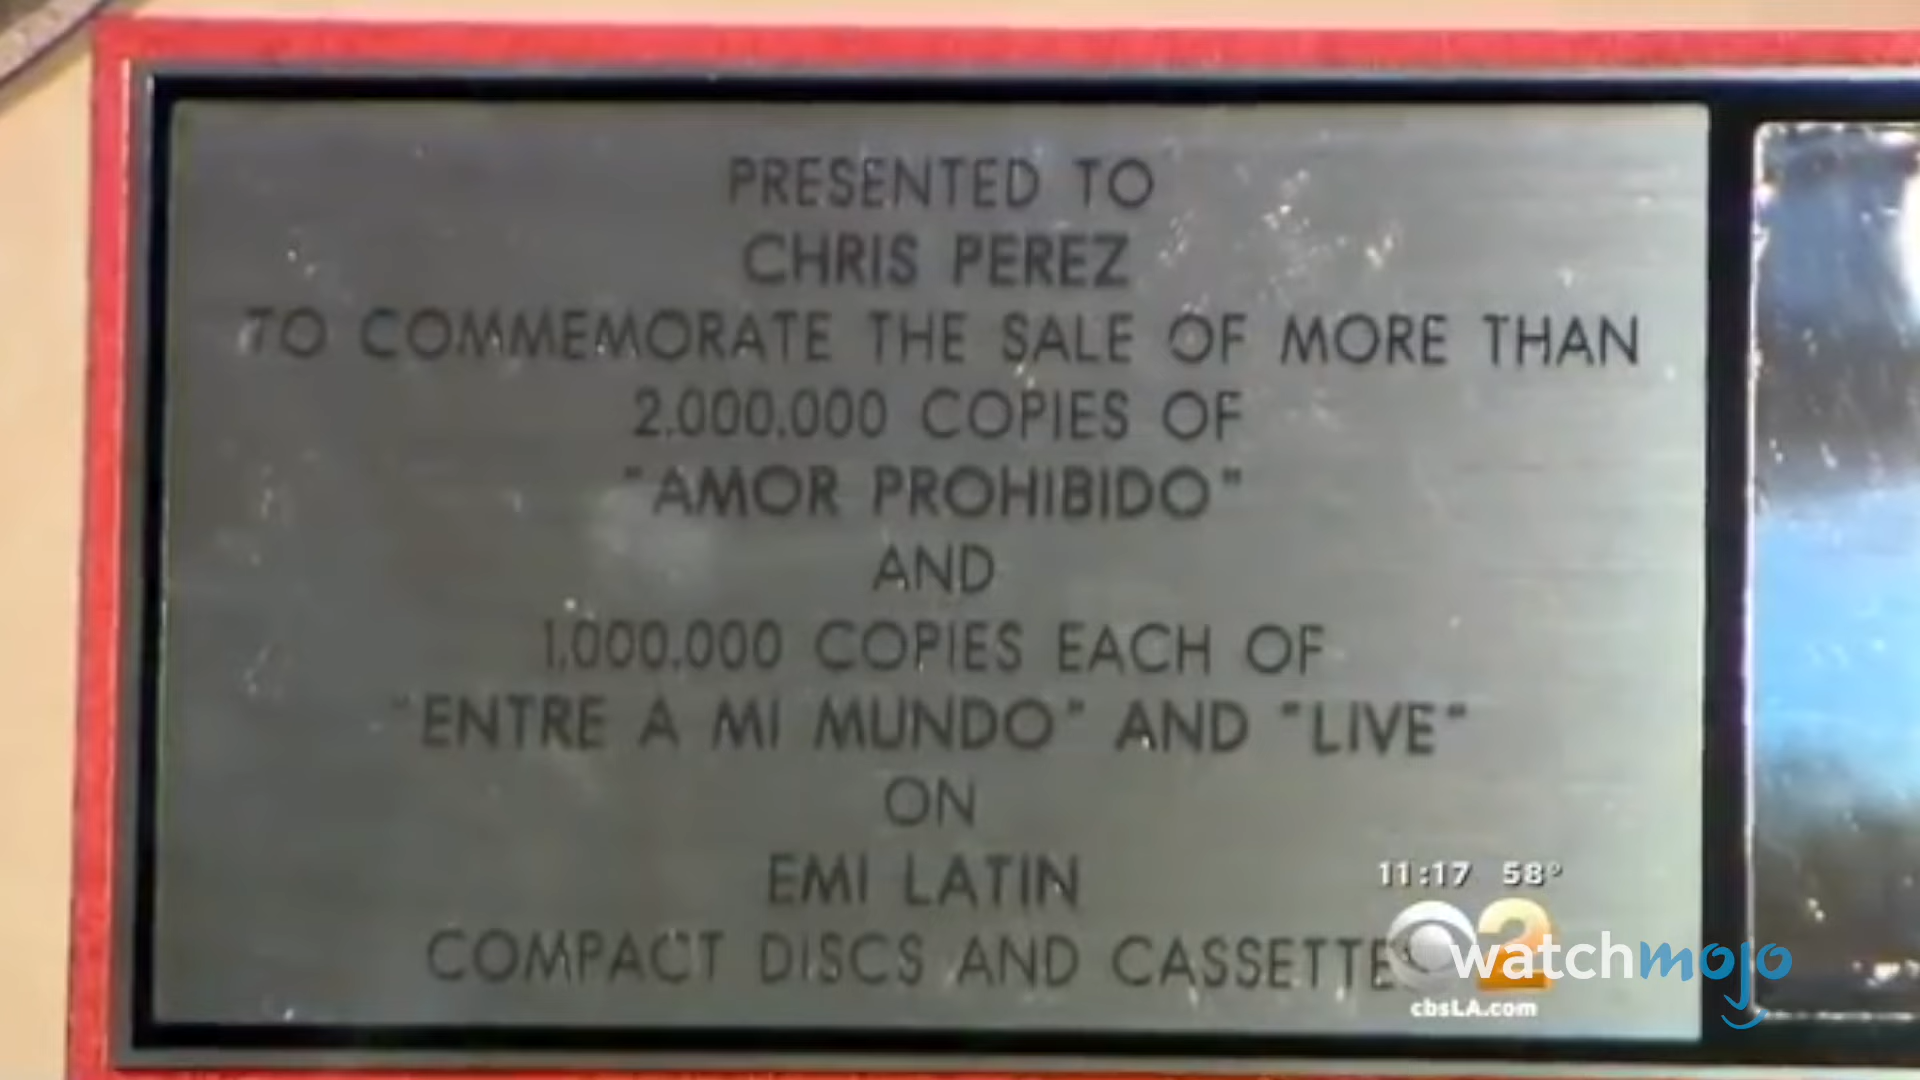 PRESENTED TO
CHRIS PEREZ
TO COMMEMORATE THE SALE OF MORE THAN
2,000,000 COPIES OF
"AMOR PROHIBIDO"
AND
1,000,000 COPIES EACH OF
"ENTRE A MI MUNDO" AND "LIVE"
ON
EMI LATIN
COMPACT DISCS AND CASSETTES
11:17 58°
2
watchmojo
cbsLA.com